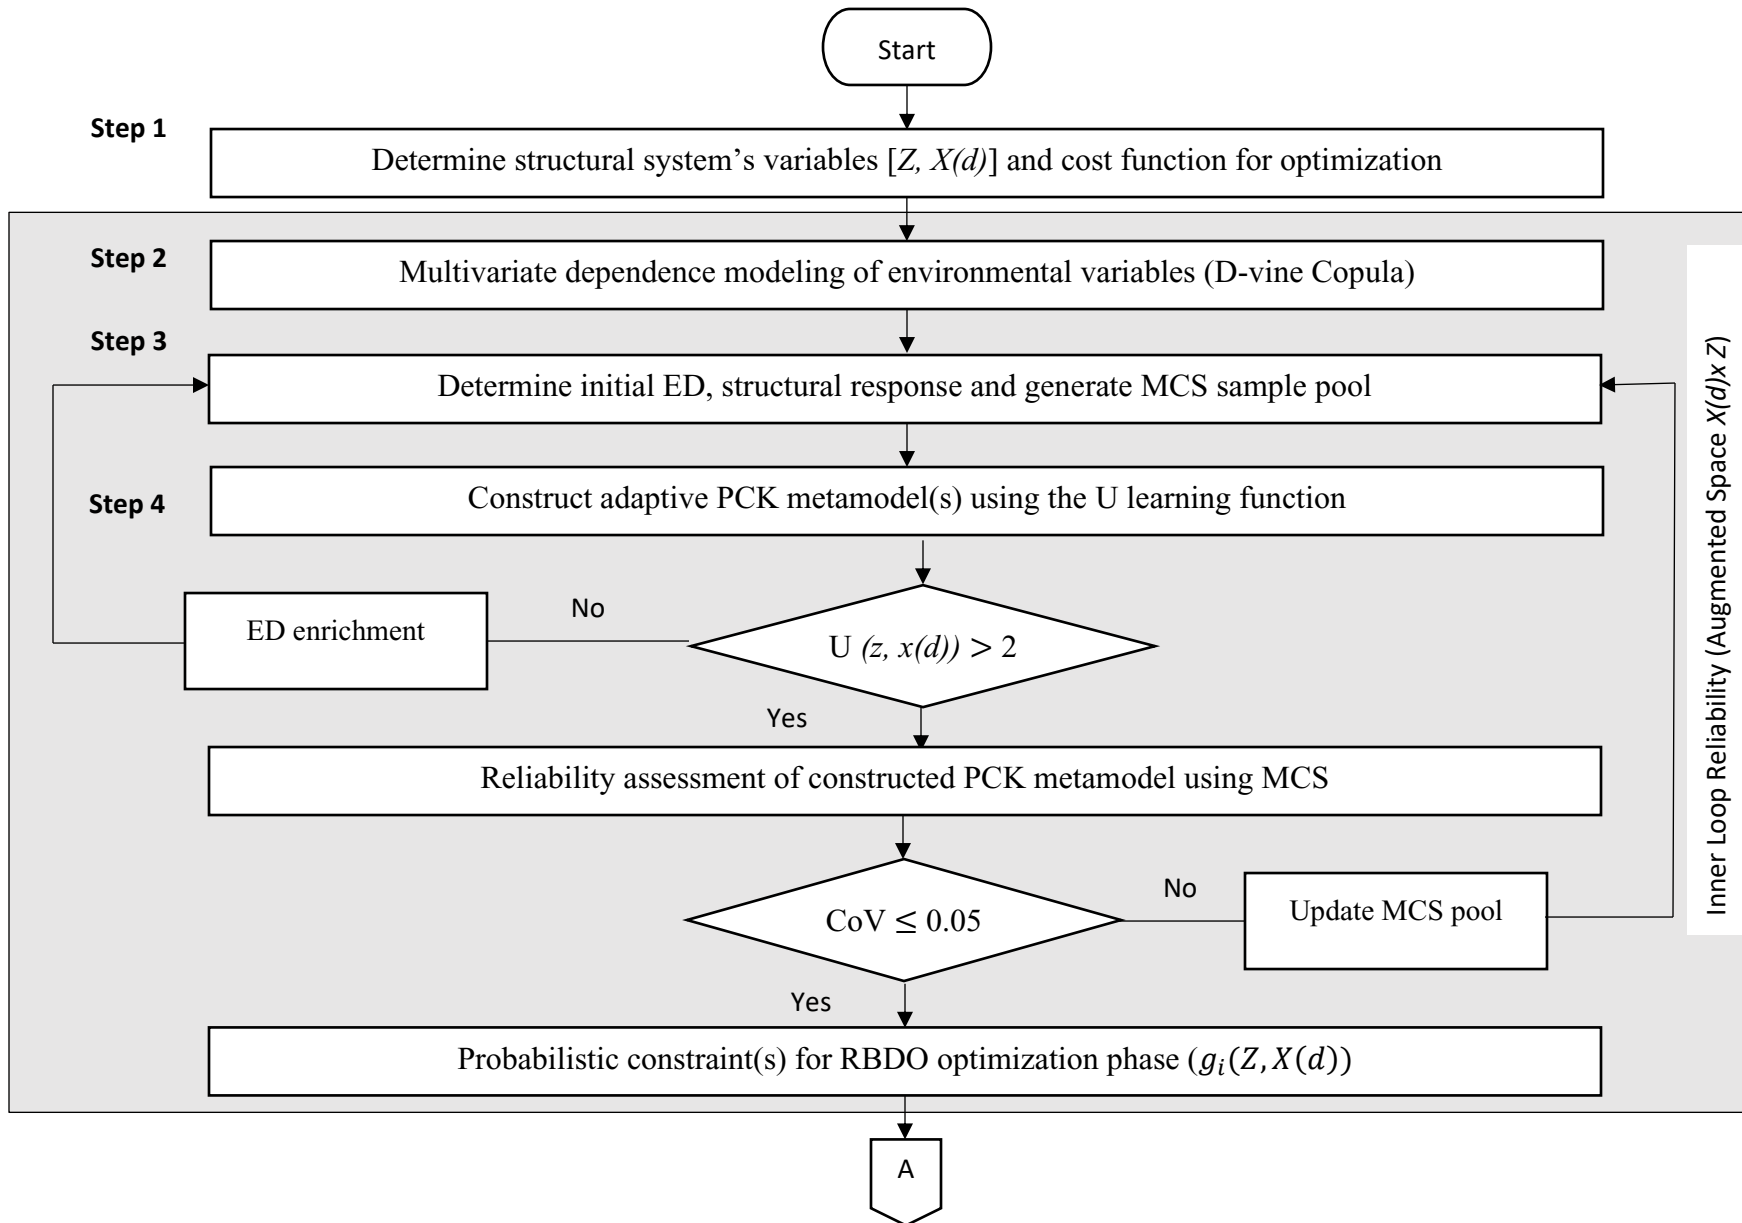 Start
Step 1
Determine structural system’s variables [Z, X(d)] and cost function for optimization
Step 2
Multivariate dependence modeling of environmental variables (D-vine Copula)
Step 3
Determine initial ED, structural response and generate MCS sample pool
Step 4
Construct adaptive PCK metamodel(s) using the U learning function
ED enrichment
No
U (z, x(d)) > 2
Yes
Reliability assessment of constructed PCK metamodel using MCS
CoV ≤ 0.05
No
Update MCS pool
Yes
Probabilistic constraint(s) for RBDO optimization phase (gᵢ(Z, X(d))
A
Inner Loop Reliability (Augmented Space X(d)x Z)